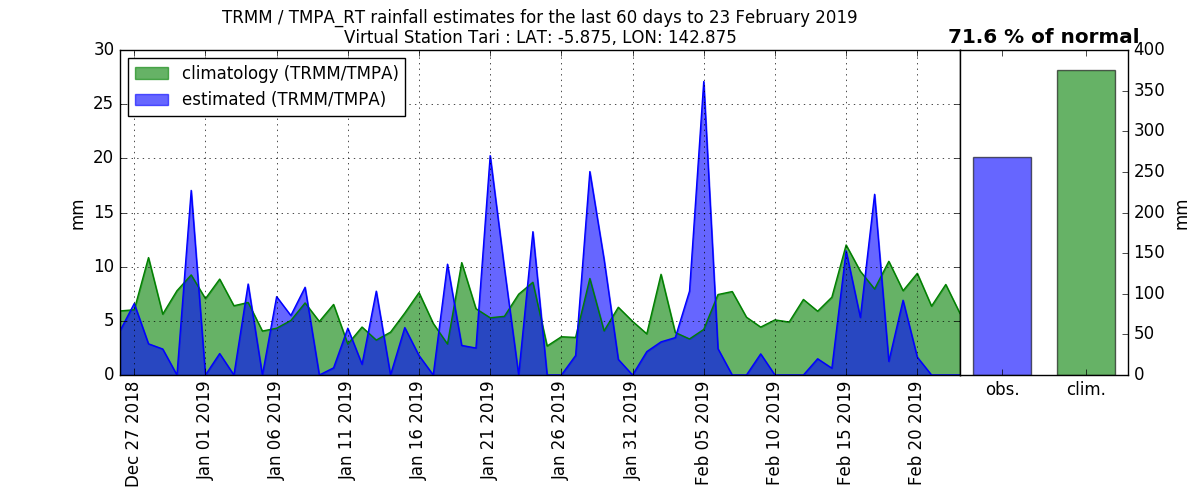 TRMM / TMPA_RT rainfall estimates for the last 60 days to 23 February 2019
Virtual Station Tari : LAT: -5.875, LON: 142.875
71.6 % of normal
climatology (TRMM/TMPA)
estimated (TRMM/TMPA)
30
25
20
15
10
5
0
mm
Dec 27 2018
Jan 01 2019
Jan 06 2019
Jan 11 2019
Jan 16 2019
Jan 21 2019
Jan 26 2019
Jan 31 2019
Feb 05 2019
Feb 10 2019
Feb 15 2019
Feb 20 2019
obs.
clim.
400
350
300
250
200
150
100
50
0
mm